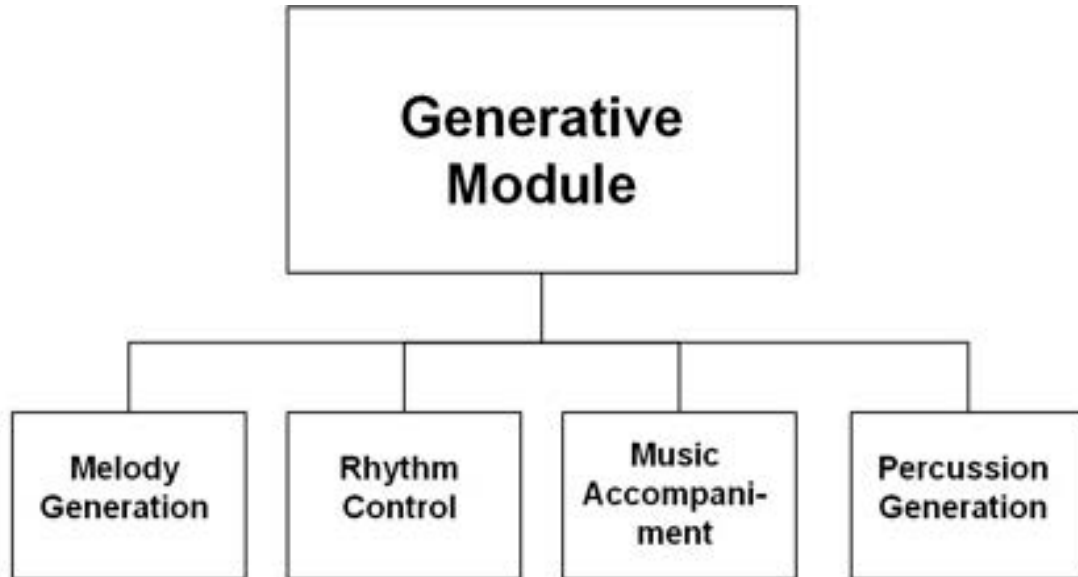 Generative
Module
Melody
Generation
Rhythm
Control
Music
Accompani-
ment
Percussion
Generation